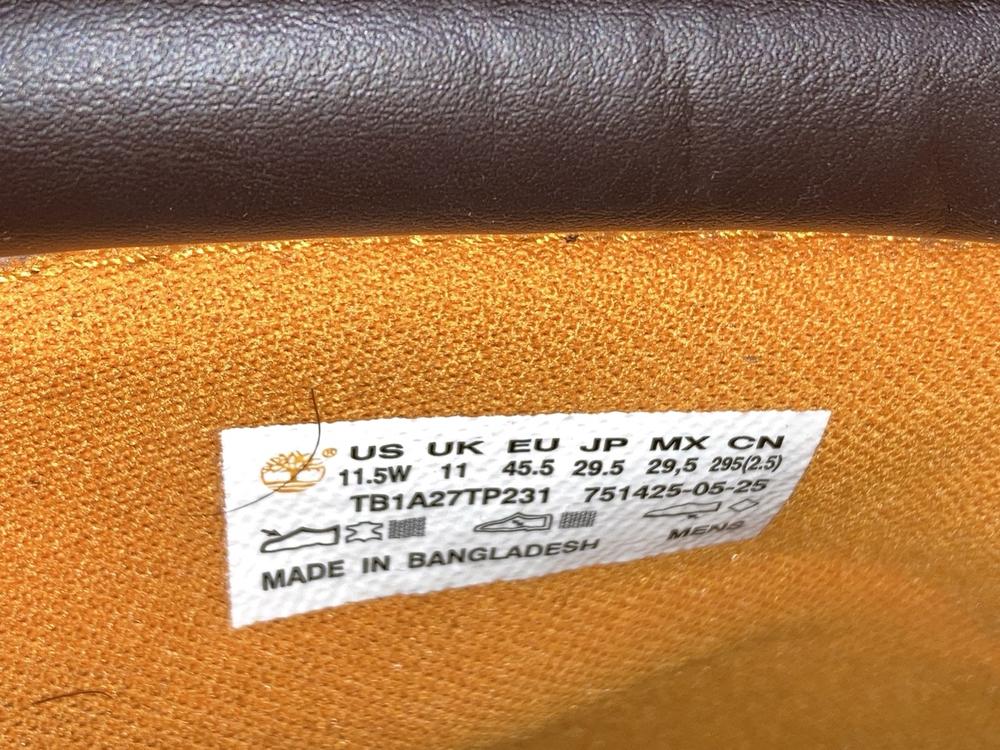 ® US UK EU JP MX CN
11.5W 11 45.5 29.5 29,5 295(2.5)
TB1A27TP231 751425-05-25
MENS
MADE IN BANGLADESH